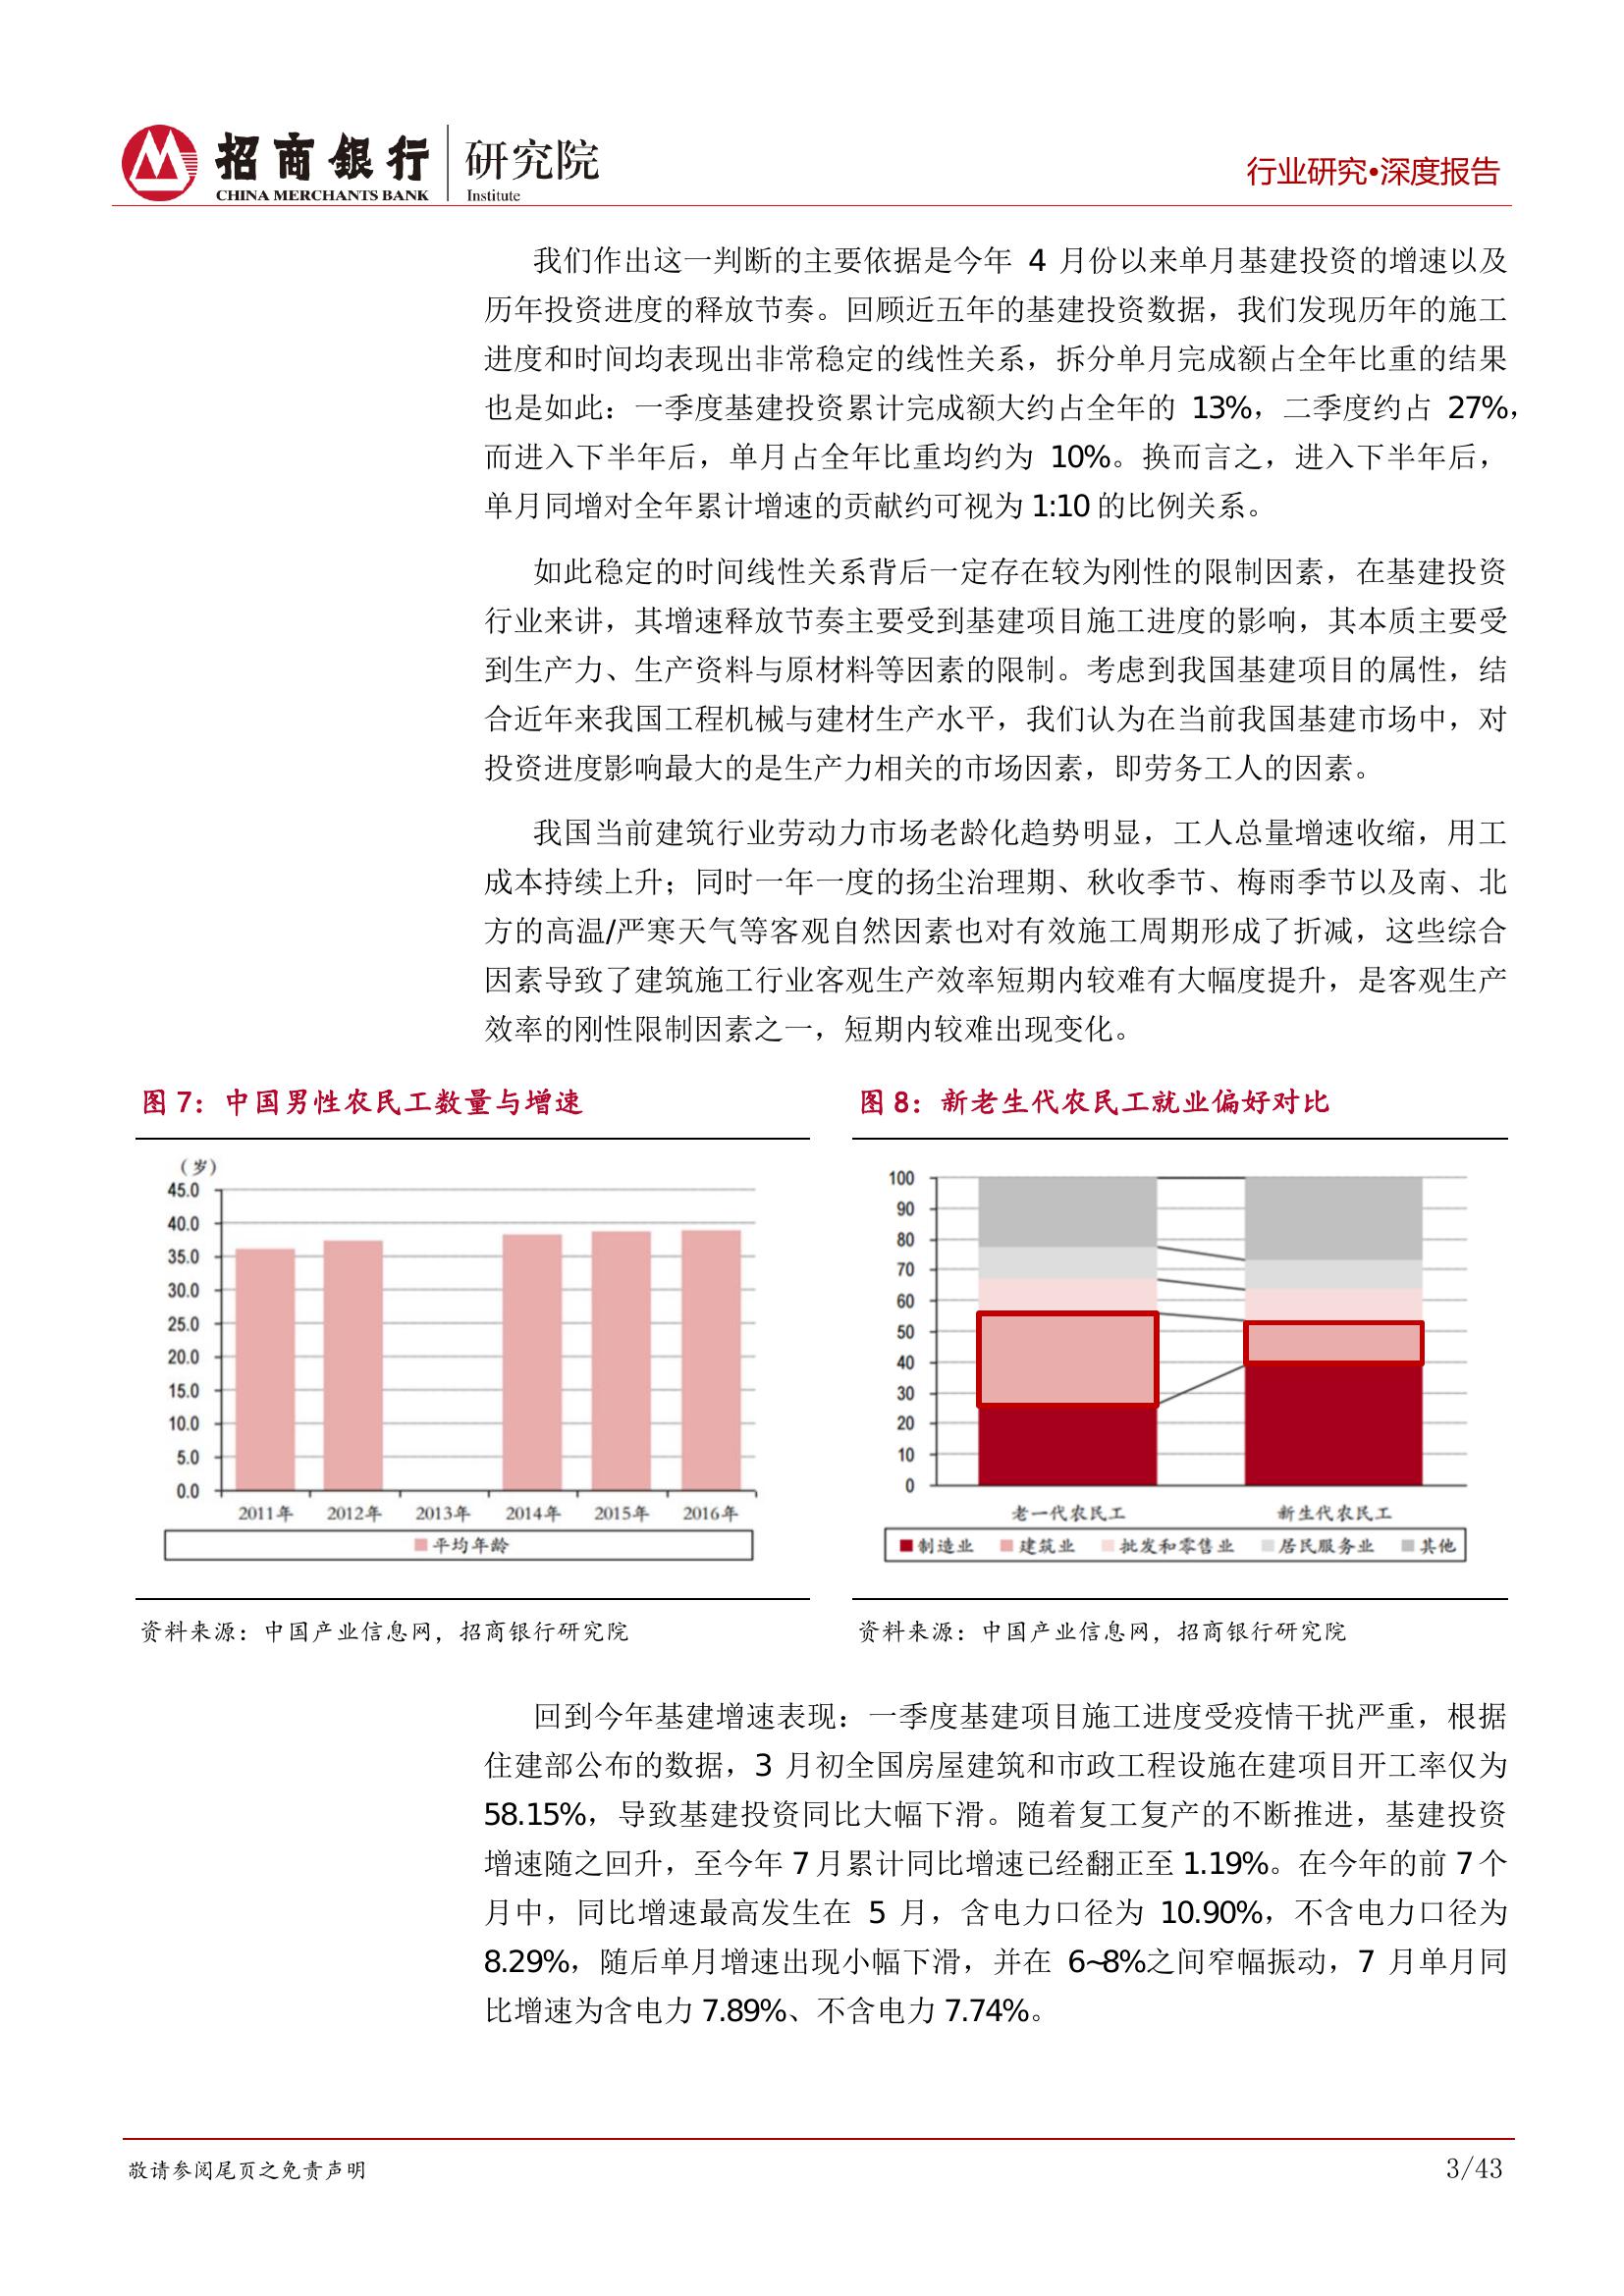 招商银行 研究院
CHINA MERCHANTS BANK Institute
行业研究•深度报告
我们作出这一判断的主要依据是今年 4 月份以来单月基建投资的增速以及
历年投资进度的释放节奏。回顾近五年的基建投资数据，我们发现历年的施工
进度和时间均表现出非常稳定的线性关系，拆分单月完成额占全年比重的结果
也是如此：一季度基建投资累计完成额大约占全年的 13%，二季度约占 27%，
而进入下半年后，单月占全年比重均约为 10%。换而言之，进入下半年后，
单月同增对全年累计增速的贡献约可视为 1:10 的比例关系。
如此稳定的时间线性关系背后一定存在较为刚性的限制因素，在基建投资
行业来讲，其增速释放节奏主要受到基建项目施工进度的影响，其本质主要受
到生产力、生产资料与原材料等因素的限制。考虑到我国基建项目的属性，结
合近年来我国工程机械与建材生产水平，我们认为在当前我国基建市场中，对
投资进度影响最大的是生产力相关的市场因素，即劳务工人的因素。
我国当前建筑行业劳动力市场老龄化趋势明显，工人总量增速收缩，用工
成本持续上升；同时一年一度的扬尘治理期、秋收季节、梅雨季节以及南、北
方的高温/严寒天气等客观自然因素也对有效施工周期形成了折减，这些综合
因素导致了建筑施工行业客观生产效率短期内较难有大幅度提升，是客观生产
效率的刚性限制因素之一，短期内较难出现变化。
图 7：中国男性农民工数量与增速
（岁）
45.0
40.0
35.0
30.0
25.0
20.0
15.0
10.0
5.0
0.0
2011年 2012年 2013年 2014年 2015年 2016年
平均年龄
资料来源：中国产业信息网，招商银行研究院
图 8：新老生代农民工就业偏好对比
100
90
80
70
60
50
40
30
20
10
0
老一代农民工 新生代农民工
制造业 建筑业 批发和零售业 居民服务业 其他
资料来源：中国产业信息网，招商银行研究院
回到今年基建增速表现：一季度基建项目施工进度受疫情干扰严重，根据
住建部公布的数据，3 月初全国房屋建筑和市政工程设施在建项目开工率仅为
58.15%，导致基建投资同比大幅下滑。随着复工复产的不断推进，基建投资
增速随之回升，至今年 7 月累计同比增速已经翻正至 1.19%。在今年的前 7 个
月中，同比增速最高发生在 5 月，含电力口径为 10.90%，不含电力口径为
8.29%，随后单月增速出现小幅下滑，并在 6~8%之间窄幅振动，7 月单月同
比增速为含电力 7.89%、不含电力 7.74%。
敬请参阅尾页之免责声明
3/43